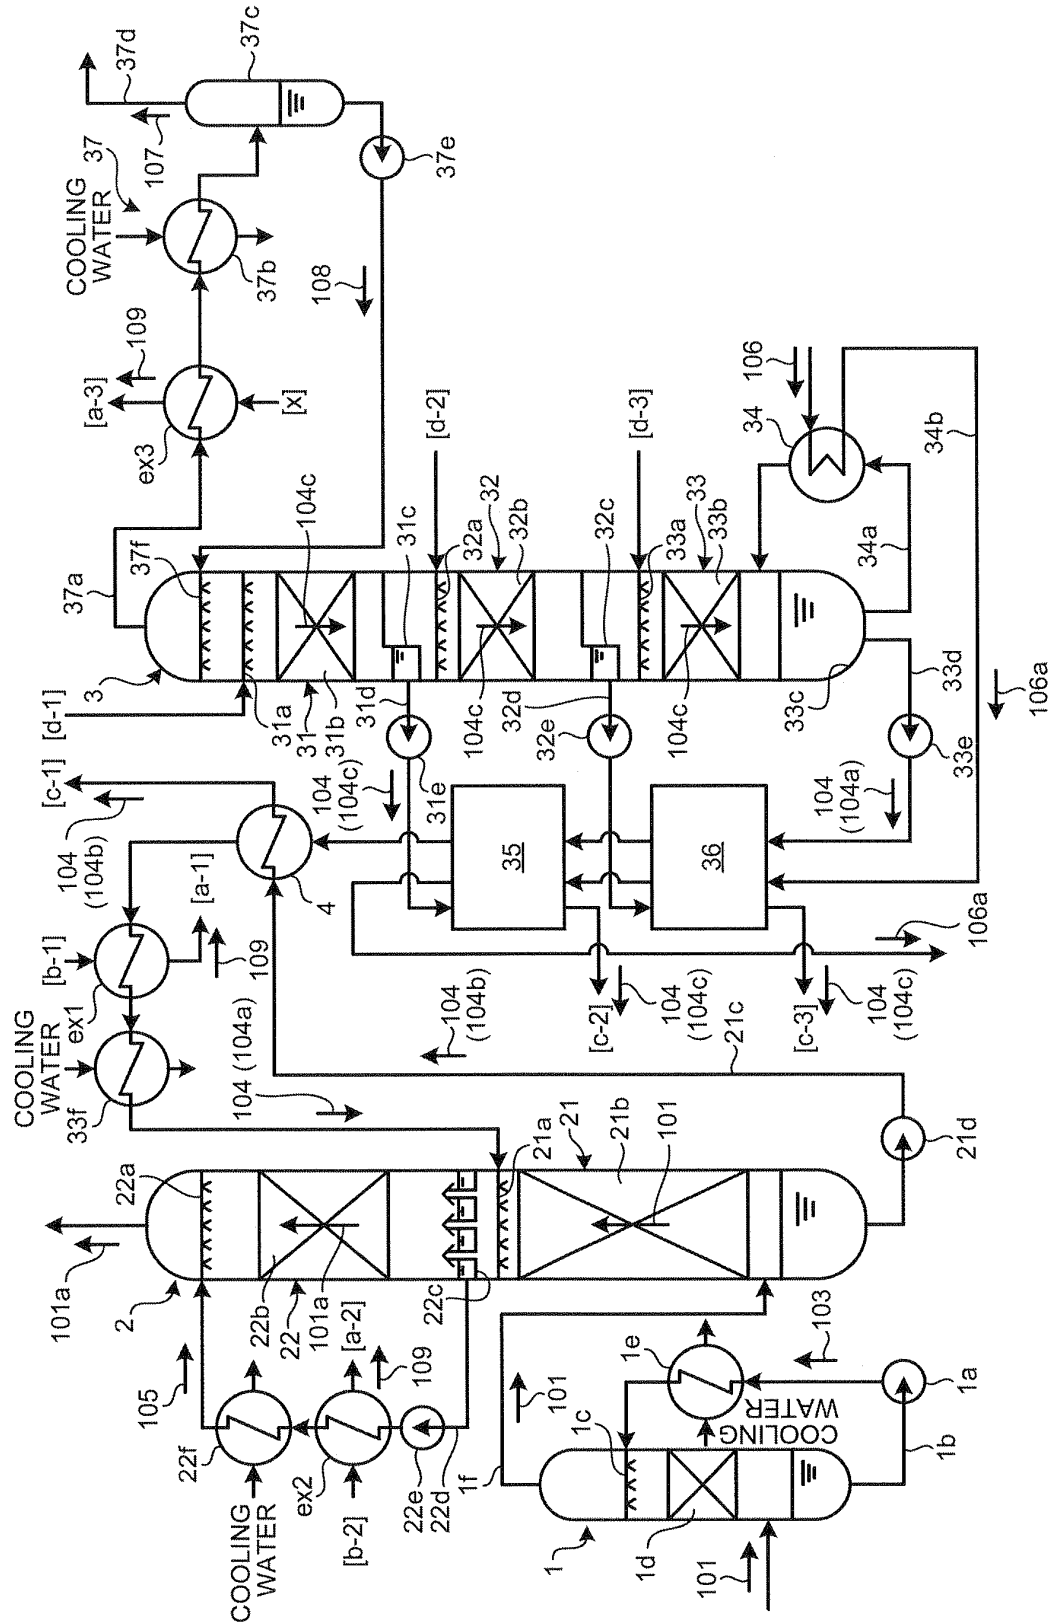 COOLING
WATER
22f
[b-2]
ex2
22e
22d
105
101a
2
22a
22b
22
101a
[a-2]
109
22c
21a
21
21b
101
21d
21c
1
101
1f
101
1d
1c
1e
COOLING
WATER
103
1a
1b
COOLING
WATER
33f
[b-1]
ex1
[a-1]
109
104 (104a)
104
(104b)
[c-1]
104
(104b)
4
[c-2]
104
(104c)
[c-3]
104
(104c)
106a
35
36
104
(104c)
31e
104
(104a)
33e
106a
[d-1]
3
37a
37f
31a
31
31b
31d
104c
31c
[d-2]
32a
32
32b
104c
32d
32e
32c
[d-3]
33a
33
33b
104c
33c
33d
34
106
34a
34b
[a-3]
109
ex3
[x]
COOLING
WATER
37
37b
107
37d
37c
37e
108